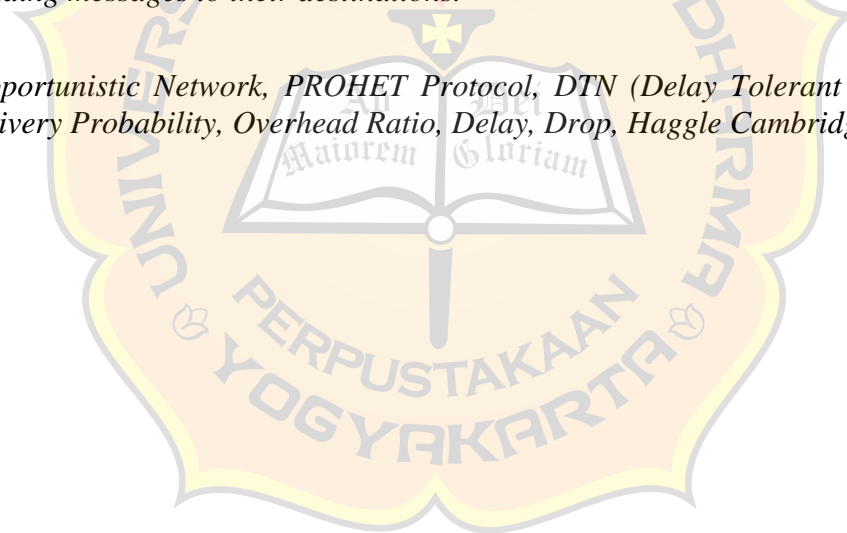 ding messages to their destinations.
portunistic Network, PROHET Protocol, DTN (Delay Tolerant
ivery Probability, Overhead Ratio, Delay, Drop, Haggle Cambridg
Ad Dei
Maiorem Gloriam
PERPUSTAKAAN
YOGYAKARTA